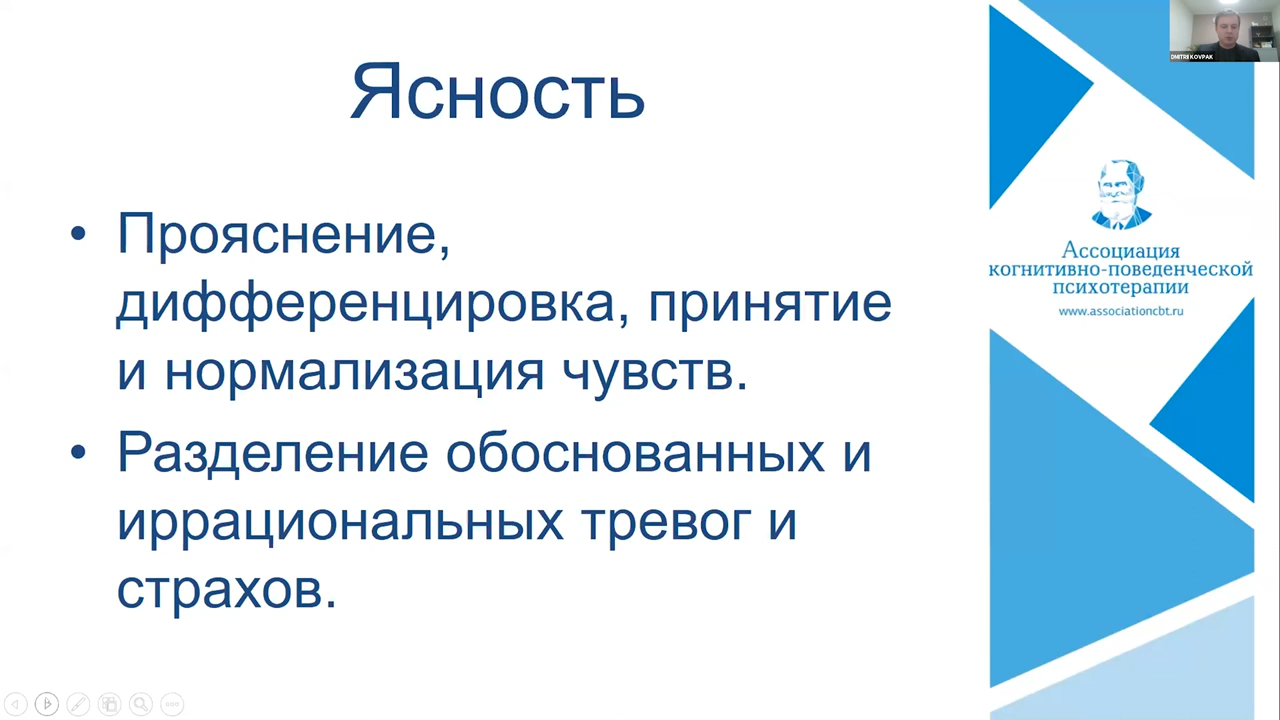 Ясность
• Прояснение,
дифференцировка, принятие
и нормализация чувств.
• Разделение обоснованных и
иррациональных тревог и
страхов.
DMITRII KOVPAK
Ассоциация
когнитивно-поведенческой
психотерапии
www.associationcbt.ru